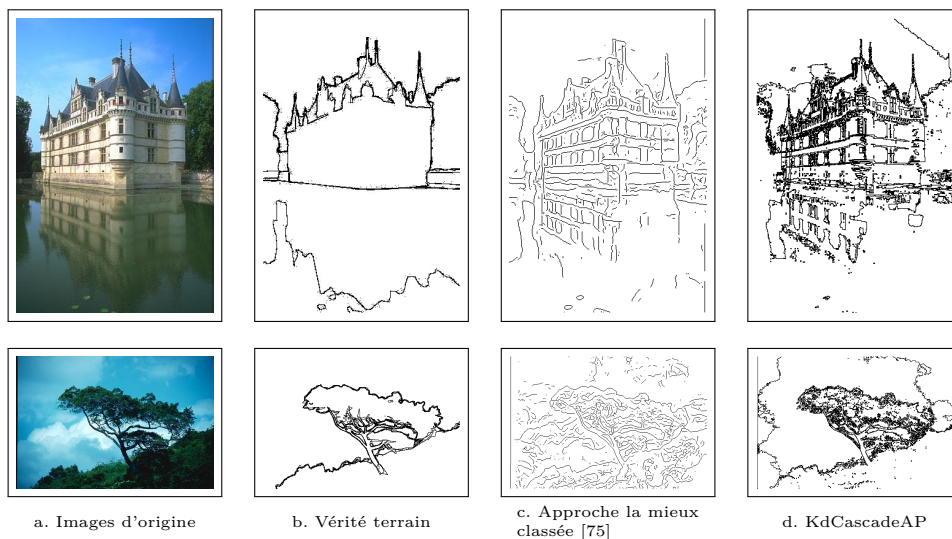 a. Images d'origine
b. Vérité terrain
c. Approche la mieux
classée [75]
d. KdCascadeAP